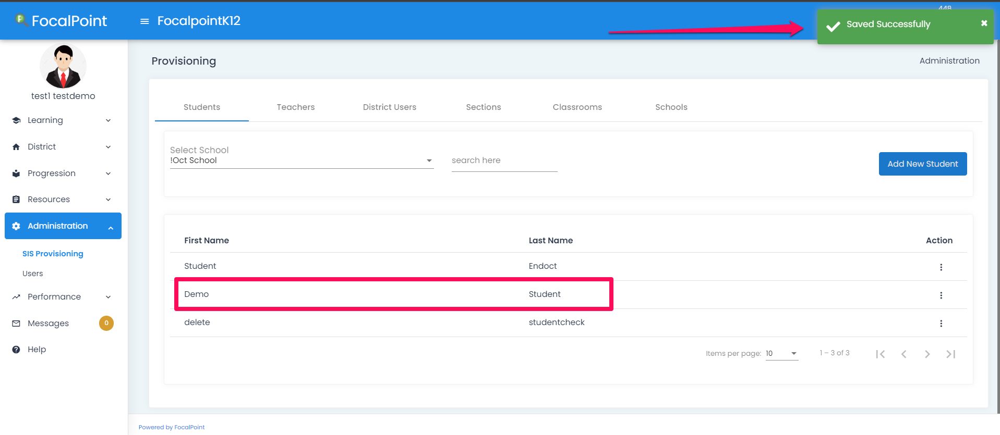 FocalPoint
FocalpointK12
Saved Successfully
Provisioning
Administration
test1 testdemo
Learning
District
Progression
Resources
Administration
SIS Provisioning
Users
Performance
Messages 0
Help
Students Teachers District Users Sections Classrooms Schools
Select School
!Oct School
search here
Add New Student
First Name Last Name Action
Student Endoct
Demo Student
delete studentcheck
Items per page: 10 1 – 3 of 3
Powered by FocalPoint